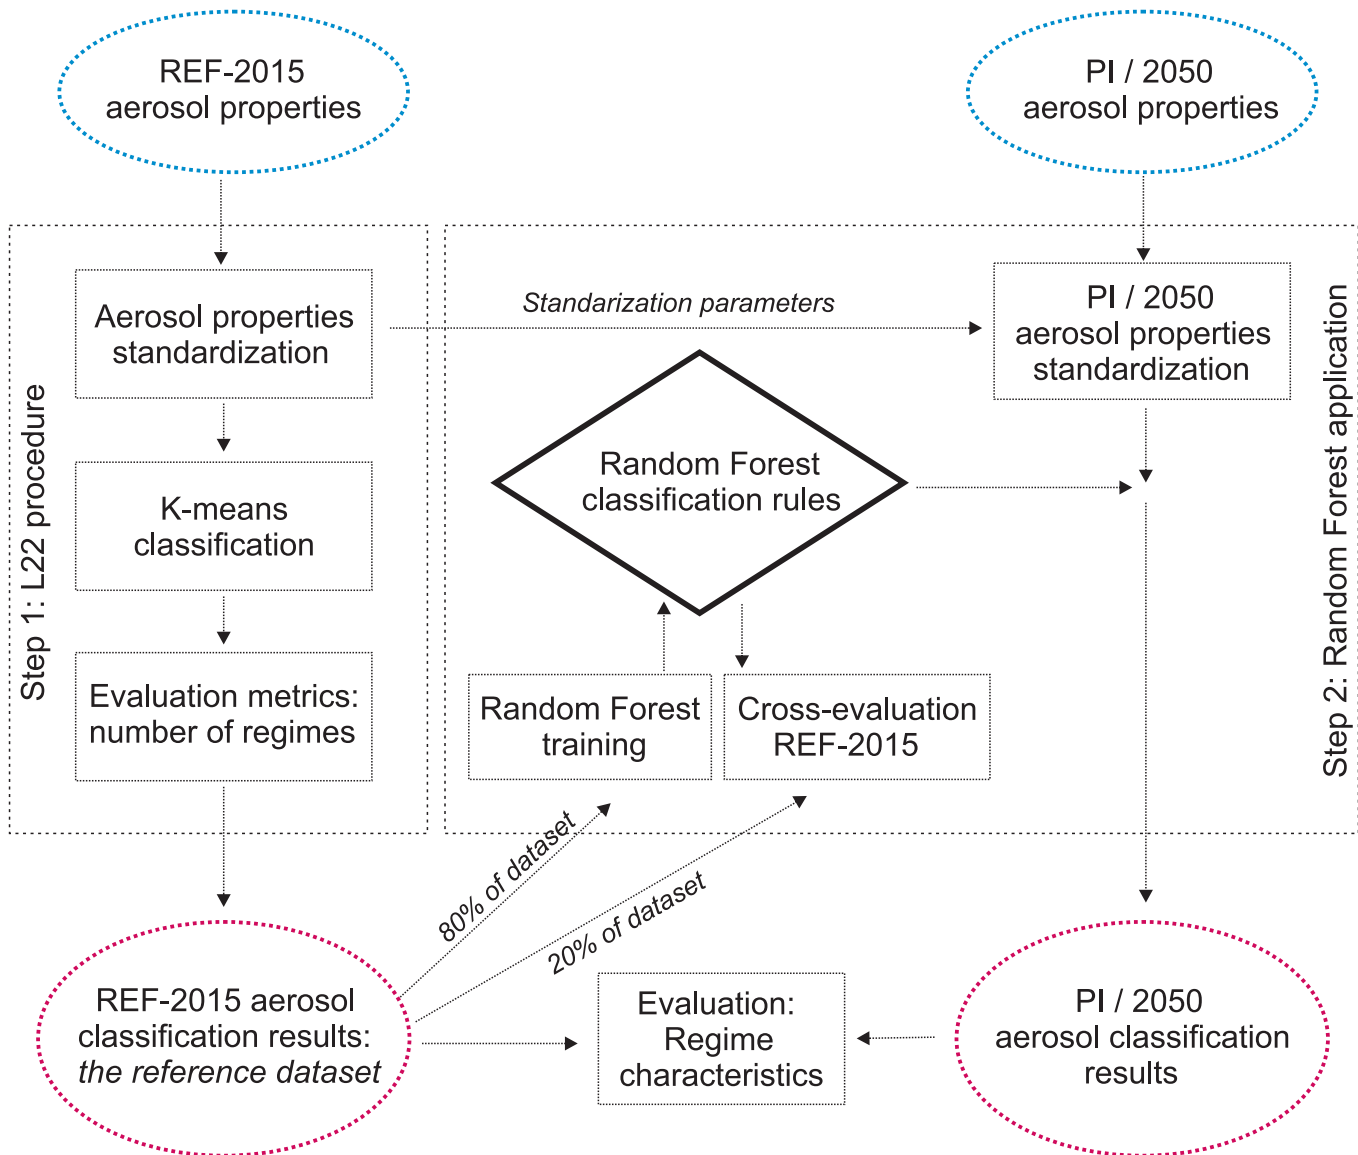 REF-2015
aerosol properties
PI / 2050
aerosol properties
Step 1: L22 procedure
Aerosol properties
standardization
K-means
classification
Evaluation metrics:
number of regimes
Standarization parameters
PI / 2050
aerosol properties
standardization
Random Forest
classification rules
Random Forest
training
Cross-evaluation
REF-2015
Step 2: Random Forest application
80% of dataset
20% of dataset
REF-2015 aerosol
classification results:
the reference dataset
Evaluation:
Regime
characteristics
PI / 2050
aerosol classification
results